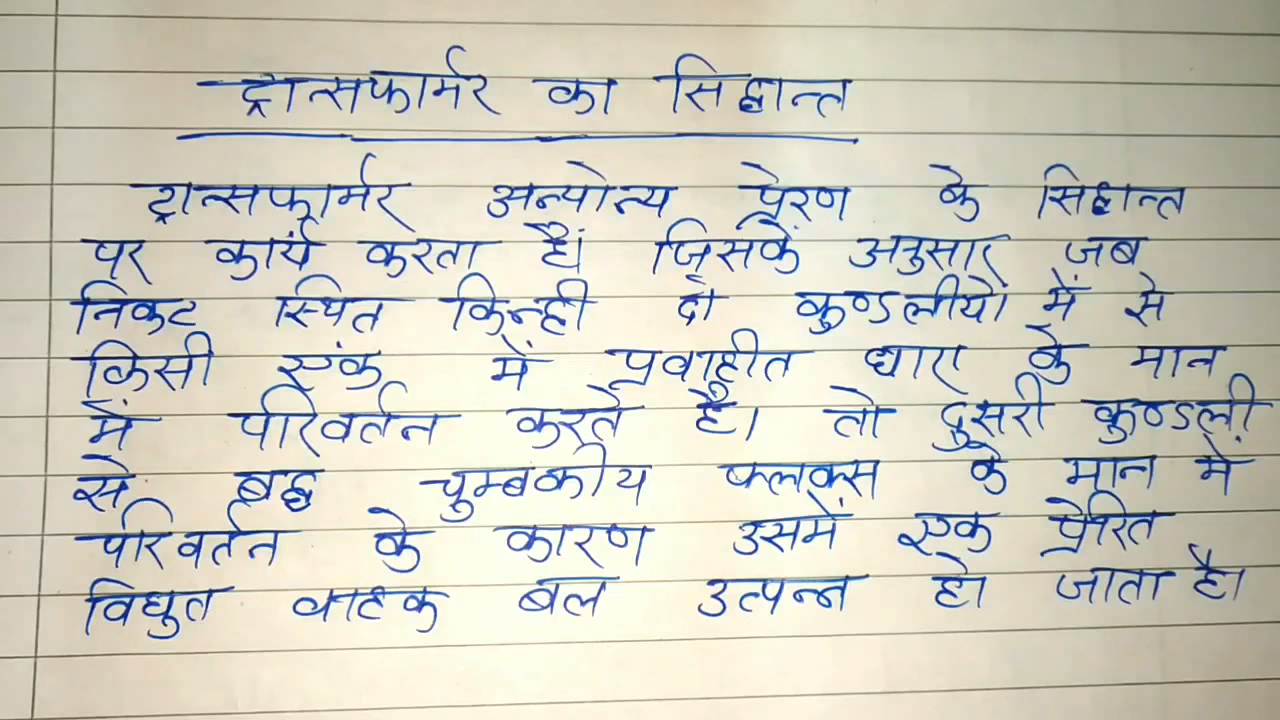 ट्रान्सफार्मर का सिद्धान्त
ट्रान्सफार्मर अन्योन्य प्रेरण के सिद्धान्त
पर कार्य करता हैं। जिसकें अनुसार जब
निकट स्थित किन्ही दो कुण्डलीयों में से
किसी एक में प्रवाहीत धारा के मान
में परिवर्तन करते है। तो दुसरी कुण्डली
से बद्ध चुम्बकीय फ्लक्स के मान में
परिवर्तन के कारण उसमें एक प्रेरित
विधुत वाहक बल उत्पन्न हो जाता है।